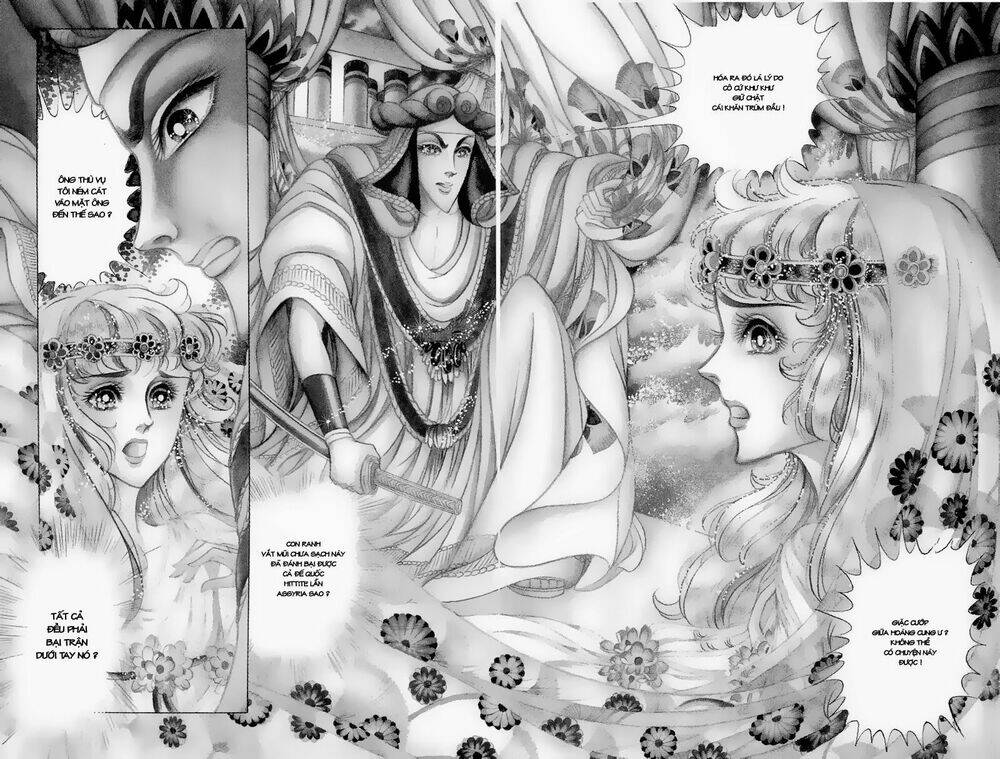 HÓA RA ĐÓ LÀ LÝ DO
CÔ CỨ KHƯ KHƯ
GIỮ CHẶT
CÁI KHĂN TRÙM ĐẦU !
GIẶC CƯỚP
GIỮA HOÀNG CUNG Ư ?
KHÔNG THỂ
CÓ CHUYỆN NÀY
ĐƯỢC !
ÔNG THÙ VỤ
TÔI NÉM CÁT
VÀO MẶT ÔNG
ĐẾN THẾ SAO ?
CON RANH
VẮT MŨI CHƯA SẠCH NÀY
ĐÃ ĐÁNH BẠI ĐƯỢC
CẢ ĐẾ QUỐC
HITTITE LẪN
ASSYRIA SAO ?
TẤT CẢ
ĐỀU PHẢI
BẠI TRẬN
DƯỚI TAY NÓ ?